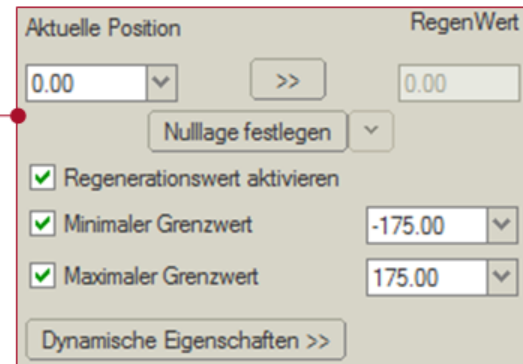 Aktuelle Position RegenWert
0.00 >> 0.00
Nulllage festlegen
Regenerationswert aktivieren
Minimaler Grenzwert -175.00
Maximaler Grenzwert 175.00
Dynamische Eigenschaften >>